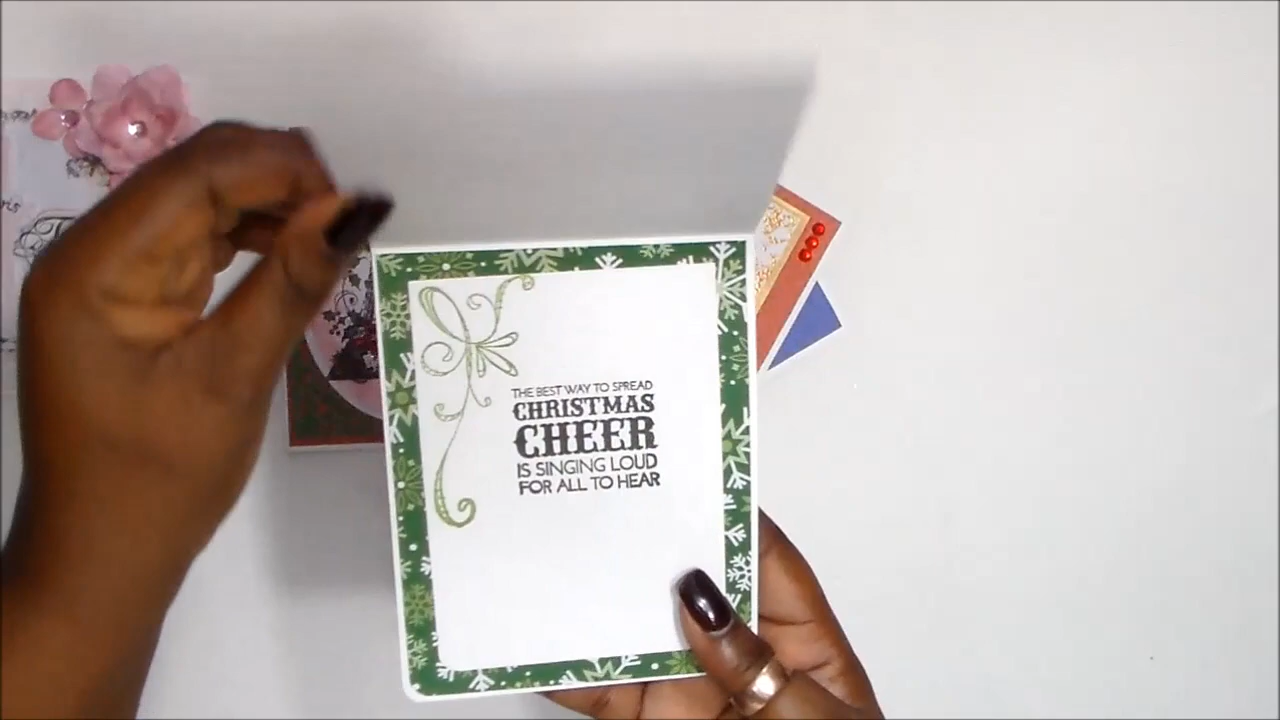 THE BEST WAY TO SPREAD
CHRISTMAS
CHEER
IS SINGING LOUD
FOR ALL TO HEAR